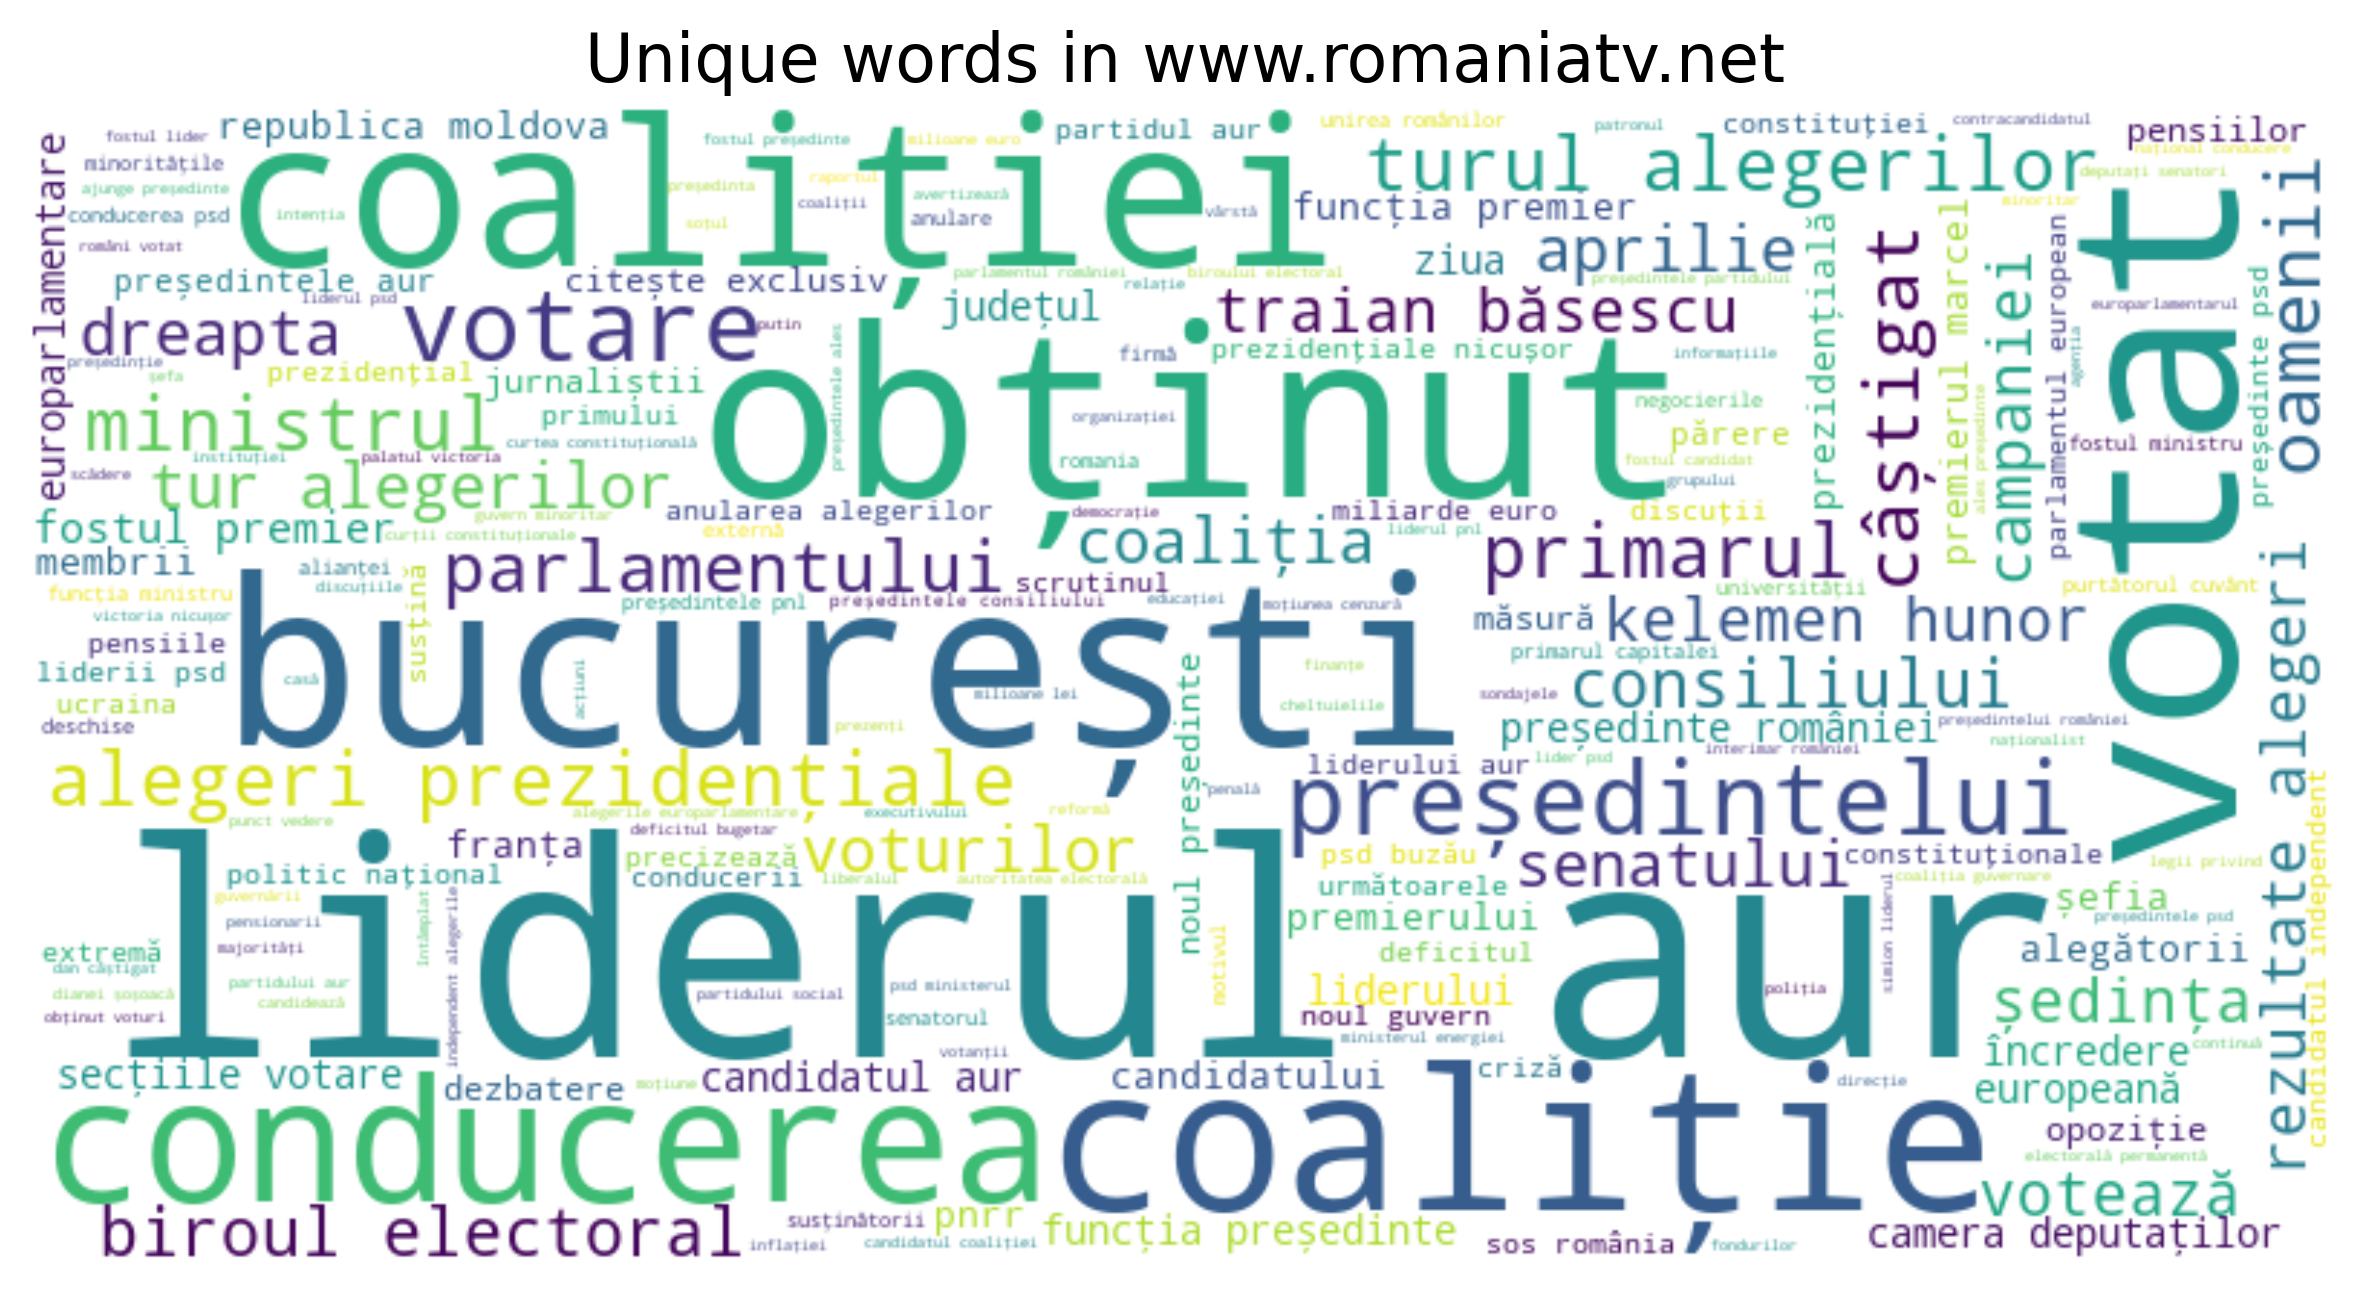 Unique words in www.romaniatv.net
fostul lider
republica moldova
coaliției
fostul președinte
milioane euro
partidul aur
unirea românilor
patronul
constituției
contracandidatul
pensiilor
național conducere
minoritățile
turul alegerilor
deputați senatori
ajunge președinte
președinta
raportul
avertizează
coaliții
soțul
anulare
vârstă
funcția premier
minoritar
conducerea psd
intenția
români votat
europarlamentare
președintele aur
citește exclusiv
parlamentul româniei
biroului electoral
ziua
aprilie
președintele partidului
prezidențială
câștigat
premierul marcel
campaniei
parlamentul european
votat
oamenii
liderul psd
relație
județul
traian băsescu
europarlamentarul
dreapta
votare
putin
președintele ales
obținut
firmă
prezidențiale nicușor
informațiile
agenția
președinte psd
președinție
șefa
prezidențial
jurnaliștii
ministrul
primului
organizației
negocierile
ales președinte
părere
fostul ministru
curtea constituțională
instituției
palatul victoria
romania
fostul candidat
scădere
tur alegerilor
grupului
fostul premier
guvern minoritar
anularea alegerilor
democrație
miliarde euro
discuții
curții constituționale
externă
liderul pnl
coaliția
primarul
membrii
alianței
parlamentului
scrutinul
discuțiile
susțină
universității
purtătorul cuvânt
funcția ministru
bucurești
președintele pnl
președintele consiliului
educației
moțiunea cenzură
măsură
kelemen hunor
victoria nicușor
rezultate alegeri
pensiile
primarul capitalei
liderii psd
casă
acțiuni
milioane lei
noul președinte
finanțe
sondajele
consiliului
ucraina
cheltuielile
deschise
prezenți
președinte româniei
președintelui româniei
naționalist
alegeri prezidențiale
liderului aur
lider psd
interimar româniei
penală
președintelui
candidatul independent
punct vedere
alegerile europarlamentare
executivului
reformă
liderul aur
franța
deficitul bugetar
precizează
voturilor
psd buzău
senatului
constituționale
legii privind
politic național
conducerii
liberalul
autoritatea electorală
următoarele
simion liderul
coaliția guvernare
șefia
guvernării
independent alegerile
întâmplat
pensionarii
premierului
președintele psd
majorități
extremă
motivul
deficitul
alegătorii
dan câștigat
partidului aur
psd ministerul
poliția
dianei șoșoacă
candidează
partidului social
liderului
ședința
obținut voturi
senatorul
noul guvern
ministerul energiei
votanții
încredere
continuă
secțiile votare
dezbatere
moțiune
candidatul aur
candidatului
criză
direcție
europeană
conducerea
coaliție
opoziție
electorală permanentă
votează
biroul electoral
susținătorii
pnrr
funcția președinte
inflației
candidatul coaliției
sos românia
fondurilor
camera deputaților